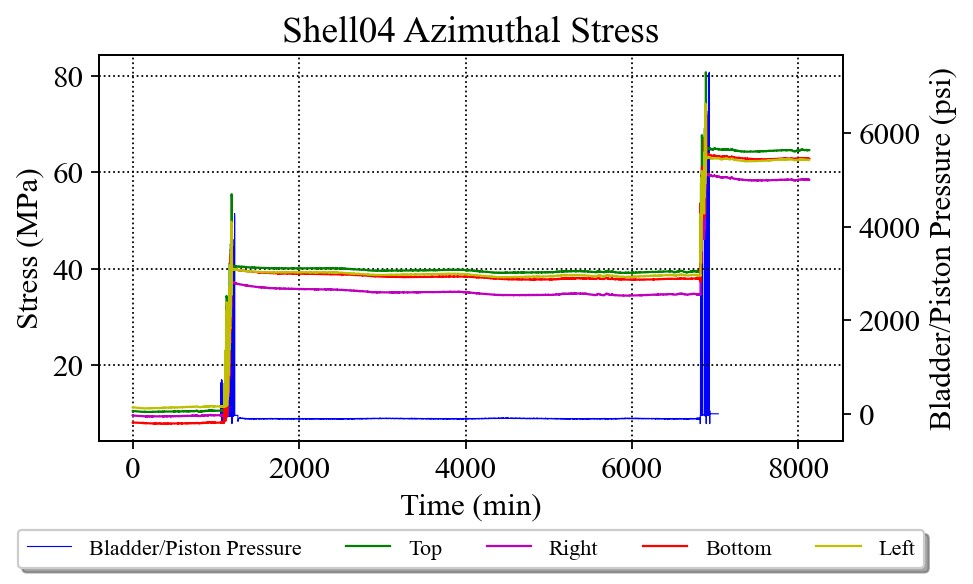 Shell04 Azimuthal Stress
80
60
40
20
Stress (MPa)
6000
4000
2000
0
Bladder/Piston Pressure (psi)
0 2000 4000 6000 8000
Time (min)
Bladder/Piston Pressure Top Right Bottom Left